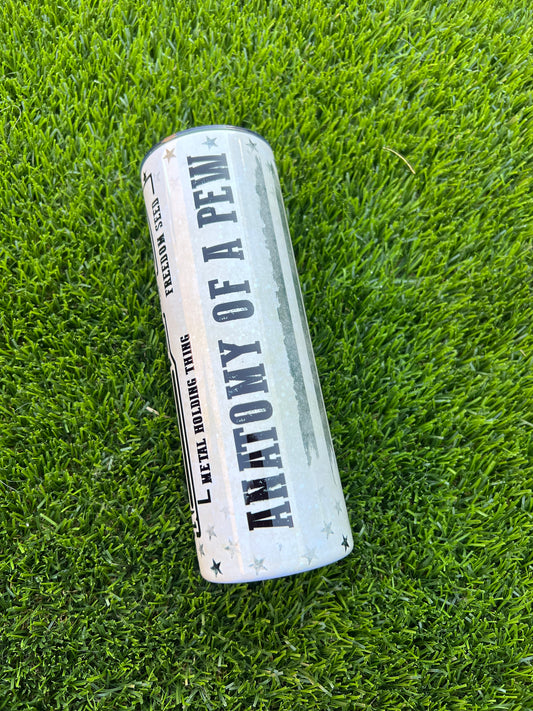 FREEDOM SEED
METAL HOLDING THING
ANATOMY OF A PEW